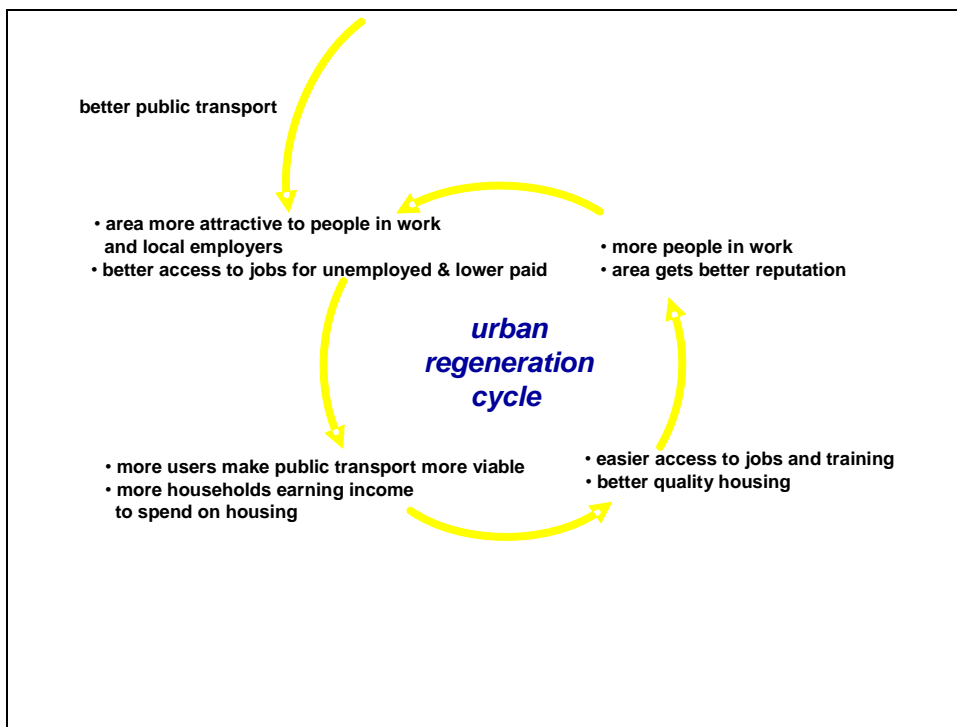 better public transport
• area more attractive to people in work
and local employers
• better access to jobs for unemployed & lower paid
• more people in work
• area gets better reputation
urban
regeneration
cycle
• more users make public transport more viable
• more households earning income
to spend on housing
• easier access to jobs and training
• better quality housing